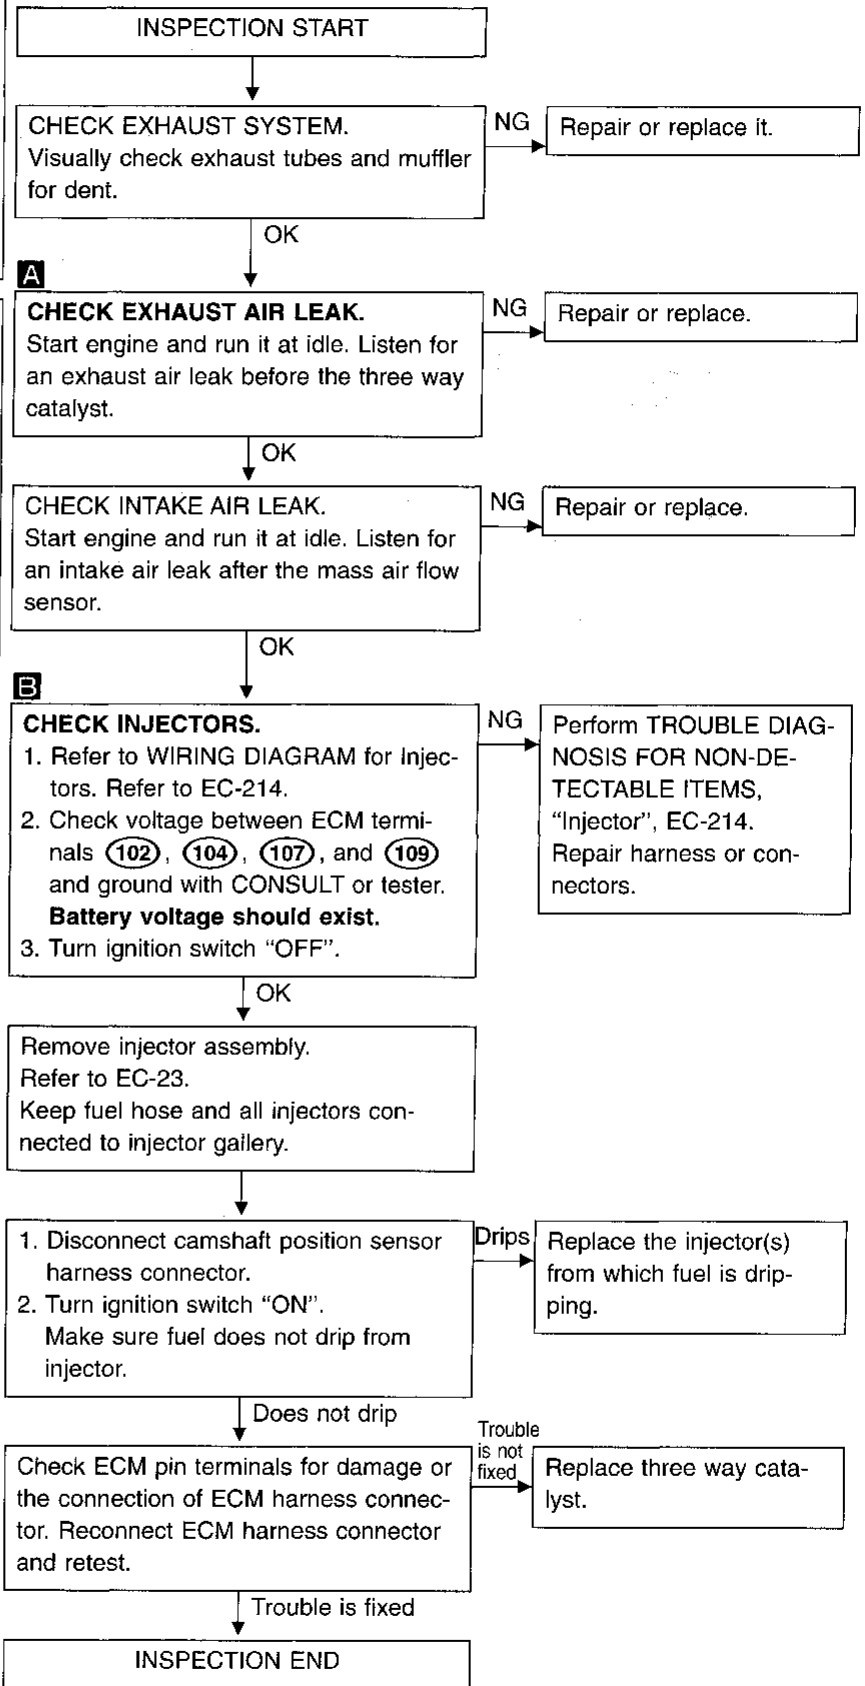 INSPECTION START
CHECK EXHAUST SYSTEM.
Visually check exhaust tubes and muffler
for dent.
NG
Repair or replace it.
OK
A
CHECK EXHAUST AIR LEAK.
Start engine and run it at idle. Listen for
an exhaust air leak before the three way
catalyst.
NG
Repair or replace.
OK
CHECK INTAKE AIR LEAK.
Start engine and run it at idle. Listen for
an intake air leak after the mass air flow
sensor.
NG
Repair or replace.
OK
B
CHECK INJECTORS.
1. Refer to WIRING DIAGRAM for Injec-
tors. Refer to EC-214.
2. Check voltage between ECM termi-
nals (102), (104), (107), and (109)
and ground with CONSULT or tester.
Battery voltage should exist.
3. Turn ignition switch “OFF”.
NG
Perform TROUBLE DIAG-
NOSIS FOR NON-DE-
TECTABLE ITEMS,
“Injector”, EC-214.
Repair harness or con-
nectors.
OK
Remove injector assembly.
Refer to EC-23.
Keep fuel hose and all injectors con-
nected to injector gallery.
1. Disconnect camshaft position sensor
harness connector.
2. Turn ignition switch “ON”.
Make sure fuel does not drip from
injector.
Drips
Replace the injector(s)
from which fuel is drip-
ping.
Does not drip
Check ECM pin terminals for damage or
the connection of ECM harness connec-
tor. Reconnect ECM harness connector
and retest.
Trouble
is not
fixed
Replace three way cata-
lyst.
Trouble is fixed
INSPECTION END